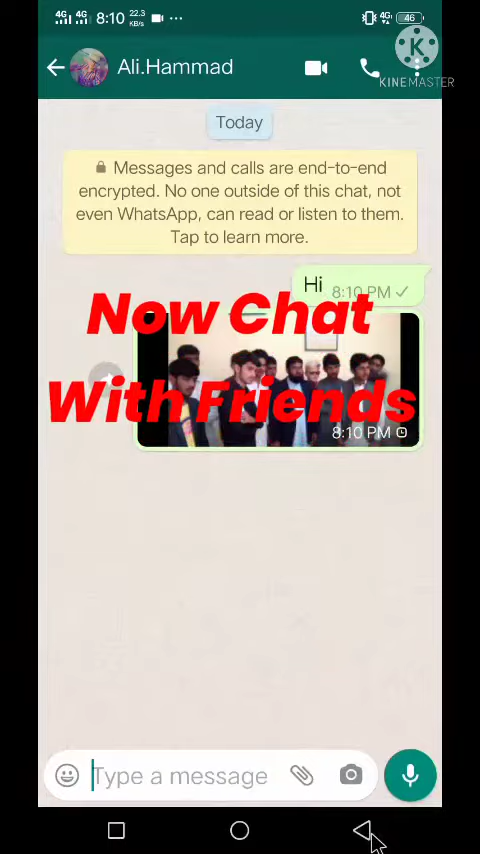 4G 4G 8:10 22.3 KB/s ... 4G 46
K
KINEMASTER
Ali.Hammad
Today
Messages and calls are end-to-end
encrypted. No one outside of this chat, not
even WhatsApp, can read or listen to them.
Tap to learn more.
Hi 8:10 PM
Now Chat
With Friends
8:10 PM
Type a message